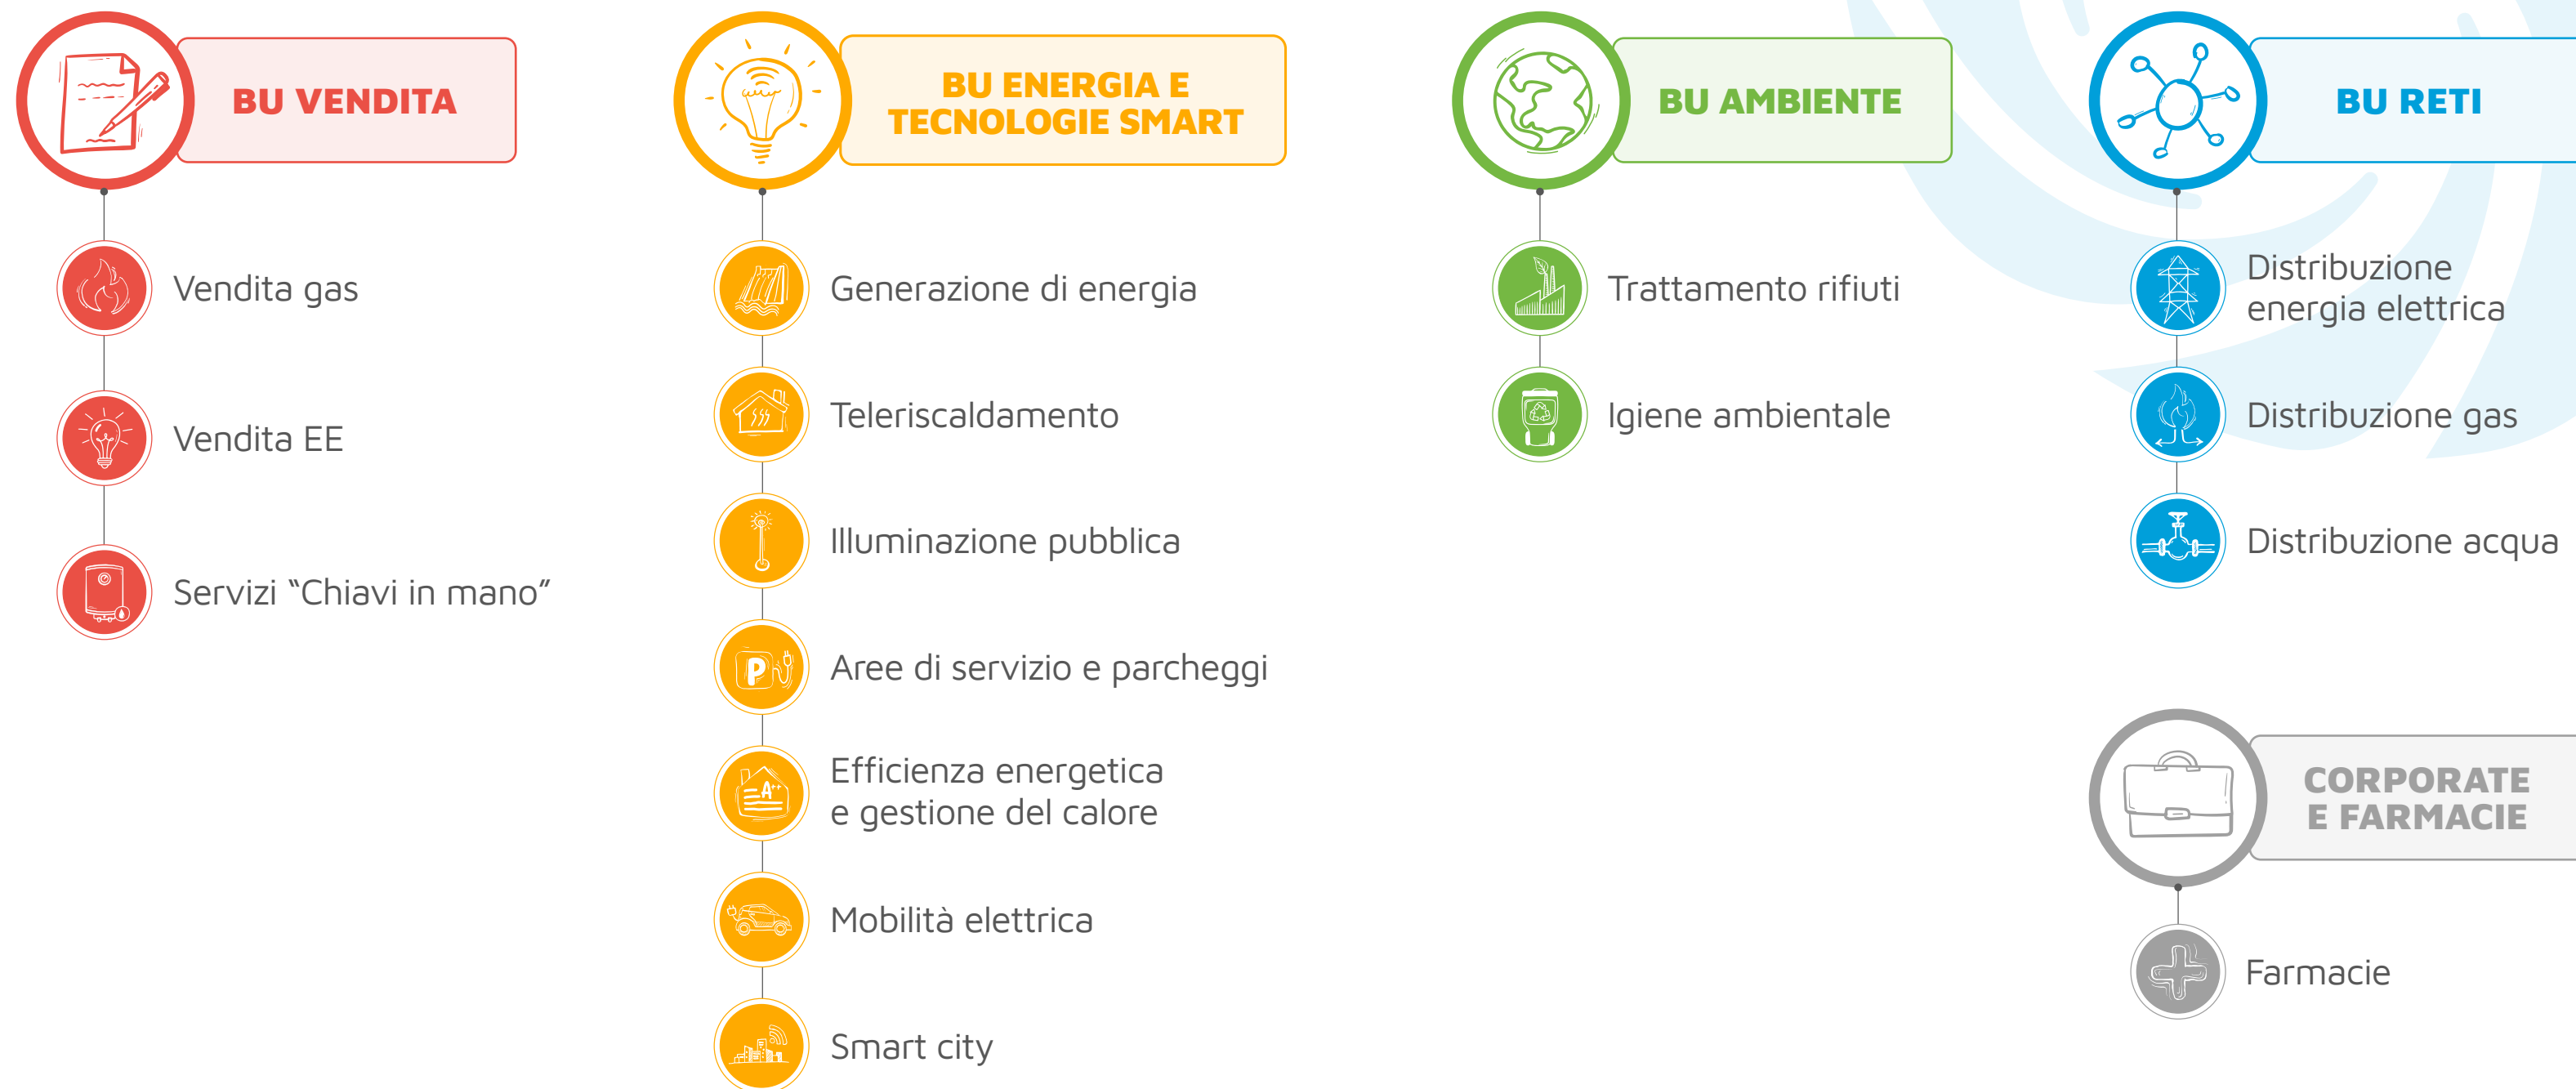 BU VENDITA
Vendita gas
Vendita EE
Servizi “Chiavi in mano”
BU ENERGIA E
TECNOLOGIE SMART
Generazione di energia
Teleriscaldamento
Illuminazione pubblica
P
Aree di servizio e parcheggi
A++
Efficienza energetica
e gestione del calore
Mobilità elettrica
Smart city
BU AMBIENTE
Trattamento rifiuti
Igiene ambientale
BU RETI
Distribuzione
energia elettrica
Distribuzione gas
Distribuzione acqua
CORPORATE
E FARMACIE
Farmacie